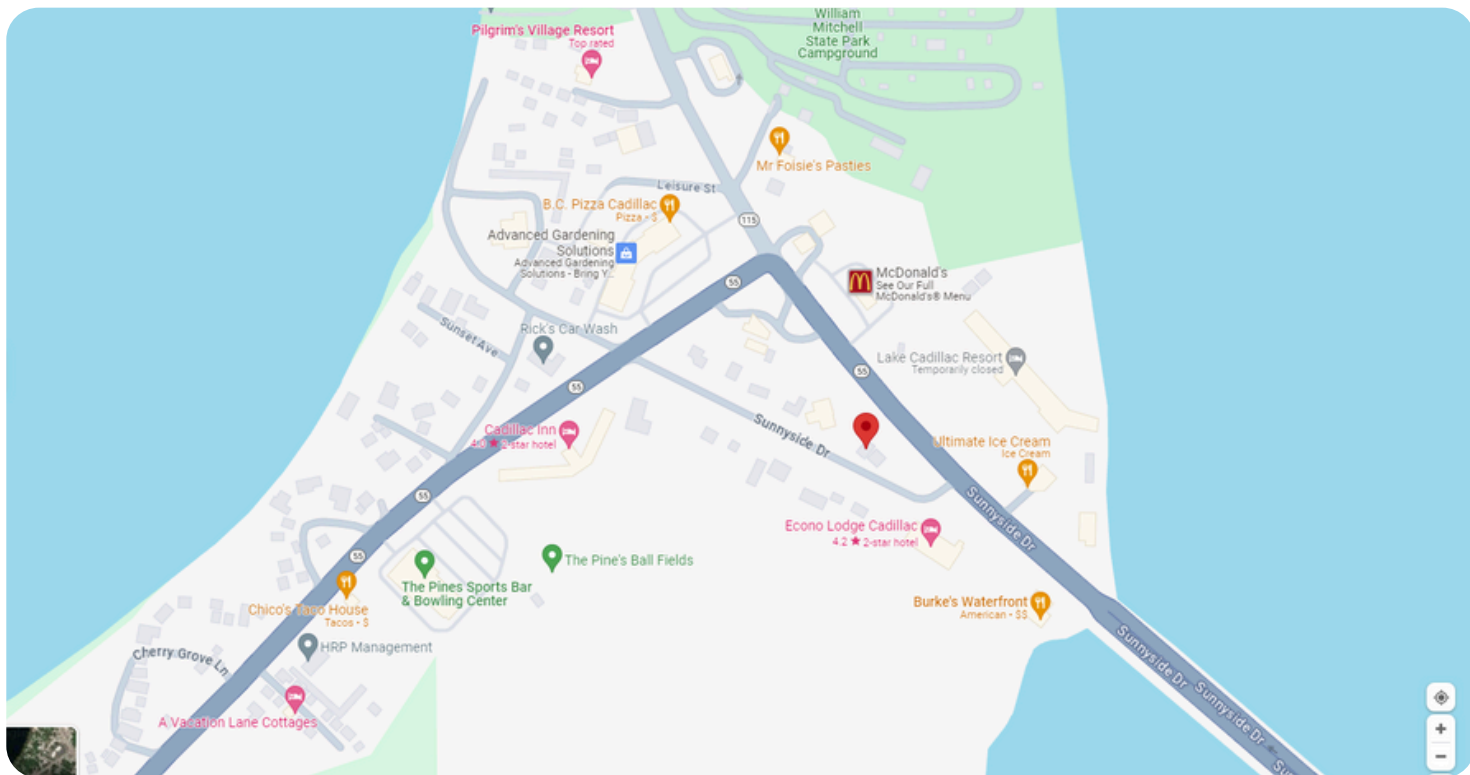 Pilgrim's Village Resort
Top rated
William
Mitchell
State Park
Campground
Mr Foisie's Pasties
Leisure St
B.C. Pizza Cadillac
Pizza - $
115
Advanced Gardening
Solutions
Advanced Gardening
Solutions - Bring Y...
McDonald's
See Our Full
McDonald's® Menu
55
Sunset Ave
Rick's Car Wash
Lake Cadillac Resort
Temporarily closed
55
55
Cadillac Inn
4.0 ★ 2-star hotel
Sunnyside Dr
Ultimate Ice Cream
Ice Cream
55
Sunnyside Dr
Econo Lodge Cadillac
4.2 ★ 2-star hotel
55
The Pine's Ball Fields
The Pines Sports Bar
& Bowling Center
Chico's Taco House
Tacos - $
Burke's Waterfront
American - $$
HRP Management
Cherry Grove Ln
Sunnyside Dr
Sunnyside Dr
A Vacation Lane Cottages